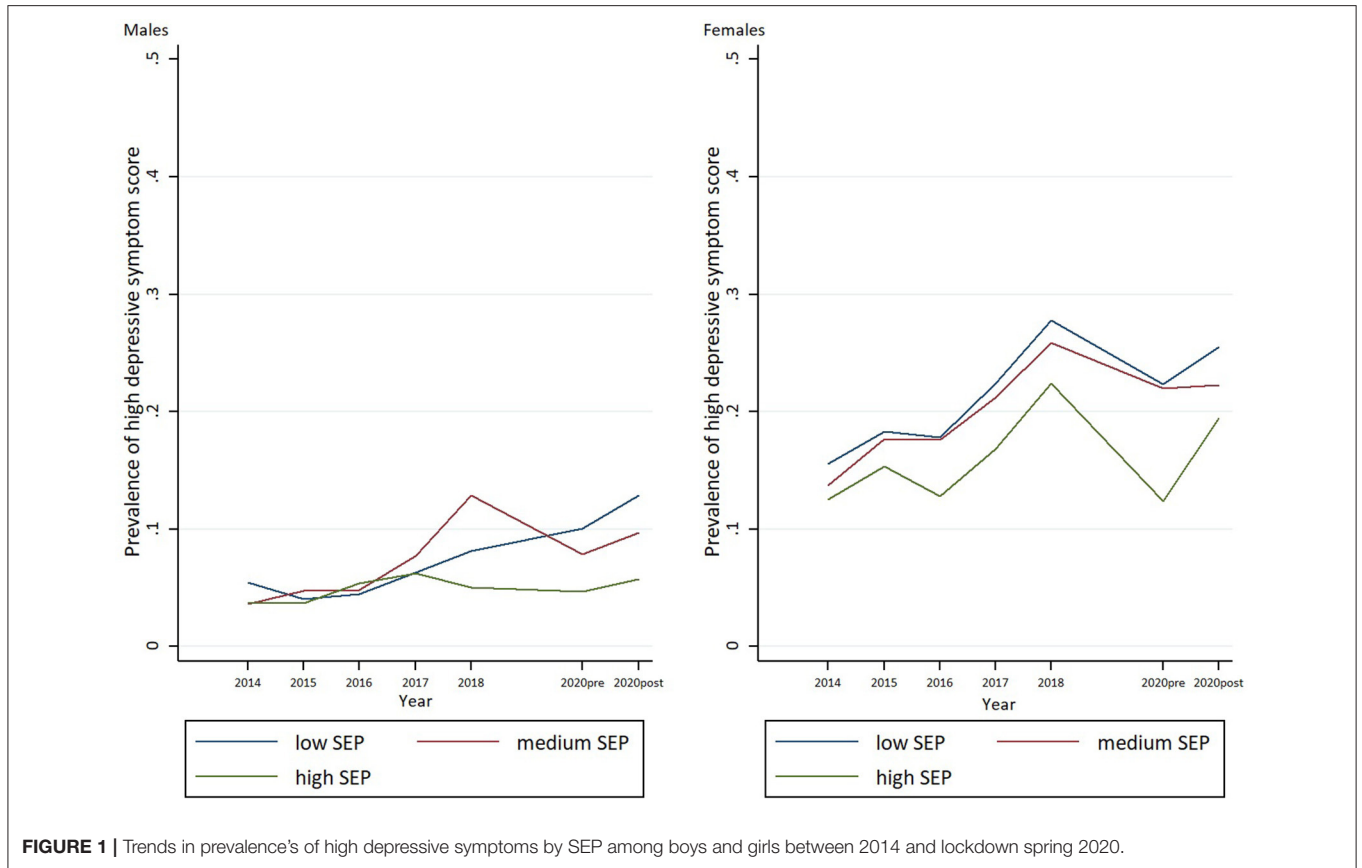 Males
Prevalence of high depressive symptom score
.5
.4
.3
.2
.1
0
2014 2015 2016 2017 2018 2020pre 2020post
Year
low SEP medium SEP
high SEP
Females
Prevalence of high depressive symptom score
.5
.4
.3
.2
.1
0
2014 2015 2016 2017 2018 2020pre 2020post
Year
low SEP medium SEP
high SEP
FIGURE 1 | Trends in prevalence's of high depressive symptoms by SEP among boys and girls between 2014 and lockdown spring 2020.